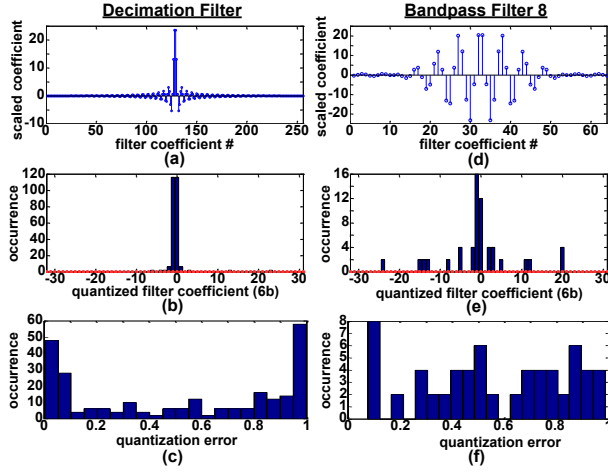 Decimation Filter
20
10
0
-10
scaled coefficient
0 50 100 150 200 250
filter coefficient #
(a)
120
100
80
60
40
20
0
occurrence
-30 -20 -10 0 10 20 30
quantized filter coefficient (6b)
(b)
60
50
40
30
20
10
0
occurrence
0.2 0.4 0.6 0.8 1
quantization error
(c)
Bandpass Filter 8
20
10
0
-10
-20
scaled coefficient
0 10 20 30 40 50 60
filter coefficient #
(d)
16
12
8
4
0
occurrence
-30 -20 -10 0 10 20 30
quantized filter coefficient (6b)
(e)
8
7
6
5
4
3
2
1
0
occurrence
0.2 0.4 0.6 0.8 1
quantization error
(f)